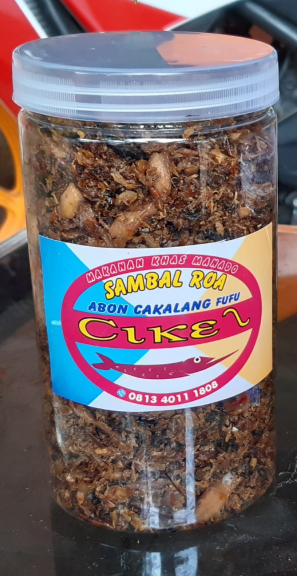 MAKANAN KHAS MANADO
SAMBAL ROA
ABON CAKALANG FUFU
CIKEL
0813 4011 1808